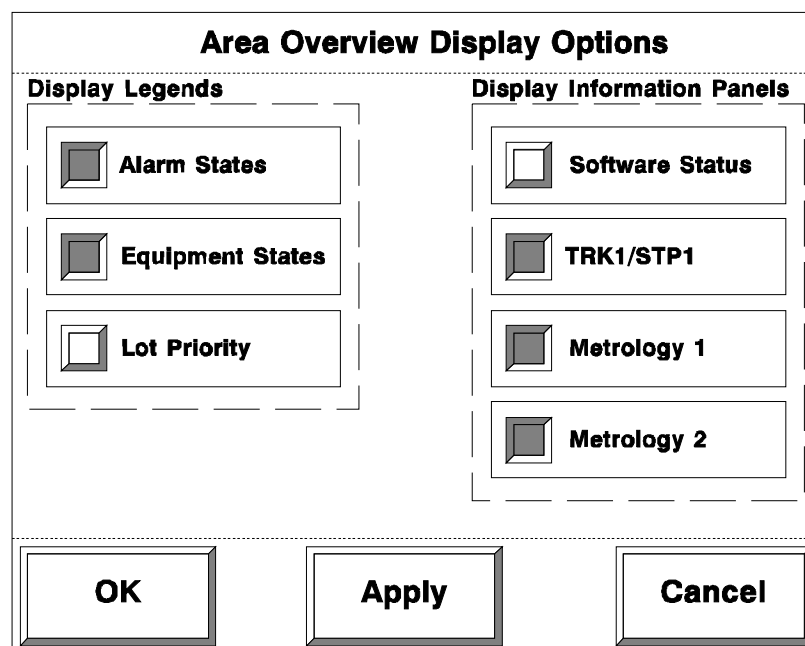 Area Overview Display Options
Display Legends
Alarm States
Equipment States
Lot Priority
Display Information Panels
Software Status
TRK1/STP1
Metrology 1
Metrology 2
OK
Apply
Cancel